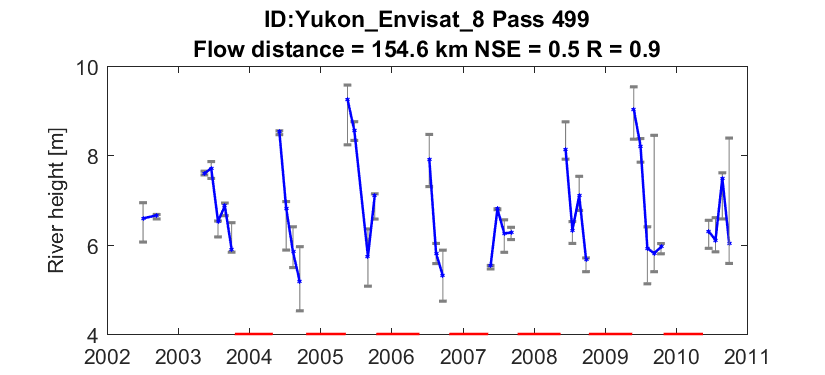 ID:Yukon_Envisat_8 Pass 499
Flow distance = 154.6 km NSE = 0.5 R = 0.9
River height [m]
10
8
6
4
2002 2003 2004 2005 2006 2007 2008 2009 2010 2011